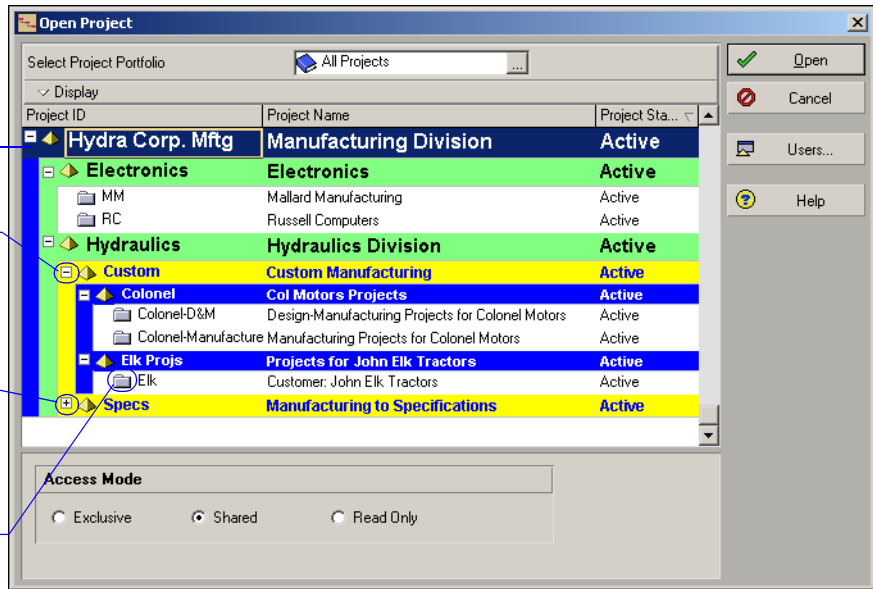 Open Project
Select Project Portfolio All Projects ...
Display
Project ID Project Name Project Sta...
Hydra Corp. Mftg Manufacturing Division Active
Electronics Electronics Active
MM Mallard Manufacturing Active
RC Russell Computers Active
Hydraulics Hydraulics Division Active
Custom Custom Manufacturing Active
Colonel Col Motors Projects Active
Colonel-D&M Design-Manufacturing Projects for Colonel Motors Active
Colonel-Manufacture Manufacturing Projects for Colonel Motors Active
Elk Projs Projects for John Elk Tractors Active
Elk Customer: John Elk Tractors Active
Specs Manufacturing to Specifications Active
Access Mode
Exclusive Shared Read Only
Open
Cancel
Users...
Help